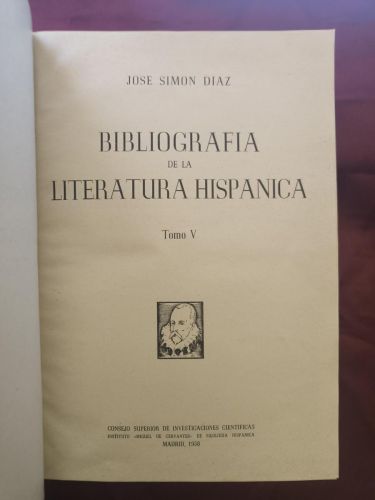 JOSE SIMON DIAZ
BIBLIOGRAFIA
DE LA
LITERATURA HISPANICA
Tomo V
CONSEJO SUPERIOR DE INVESTIGACIONES CIENTIFICAS
INSTITUTO «MIGUEL DE CERVANTES» DE FILOLOGIA HISPANICA
MADRID, 1958